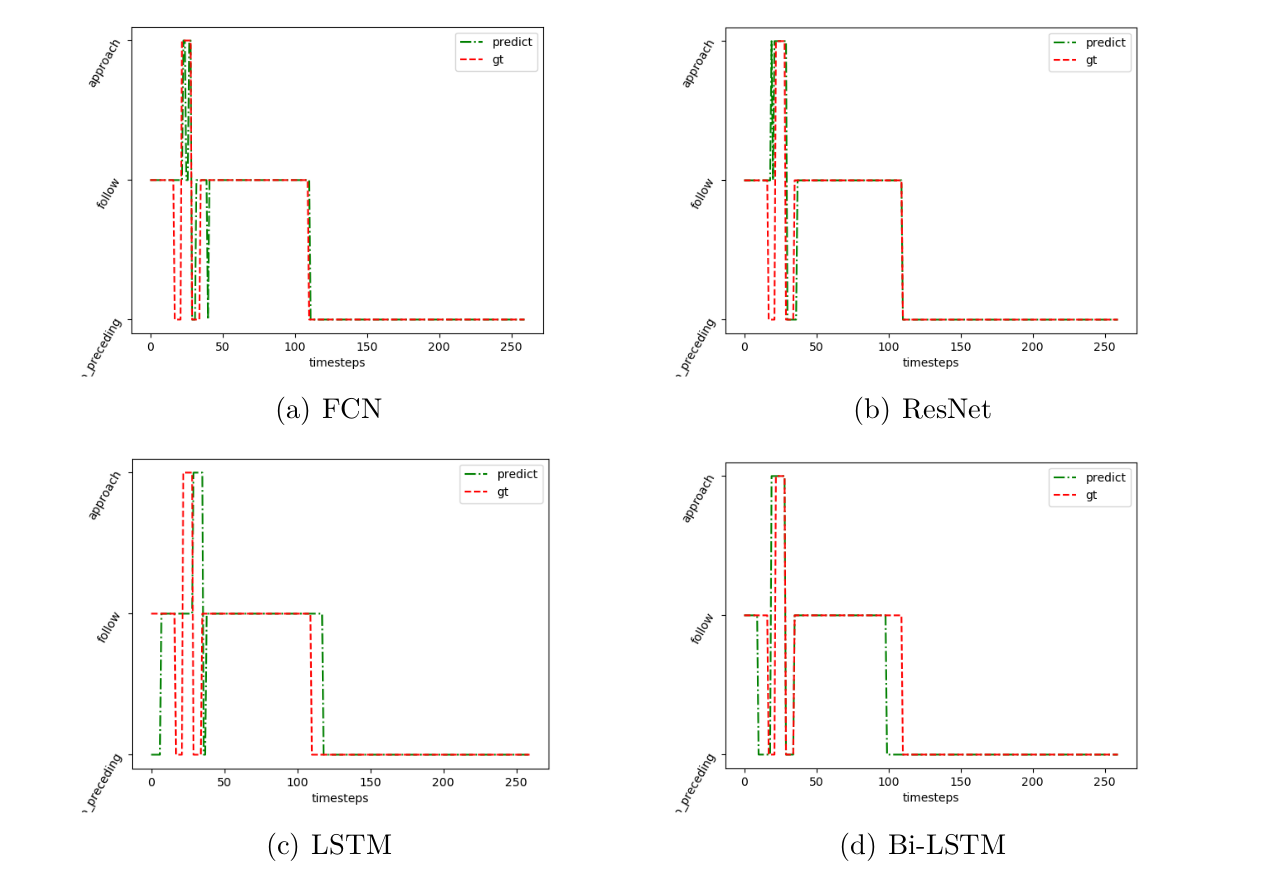 approach
follow
_preceding
predict
gt
0 50 100 150 200 250
timesteps
(a) FCN
approach
follow
_preceding
predict
gt
0 50 100 150 200 250
timesteps
(b) ResNet
approach
follow
_preceding
predict
gt
0 50 100 150 200 250
timesteps
(c) LSTM
approach
follow
_preceding
predict
gt
0 50 100 150 200 250
timesteps
(d) Bi-LSTM